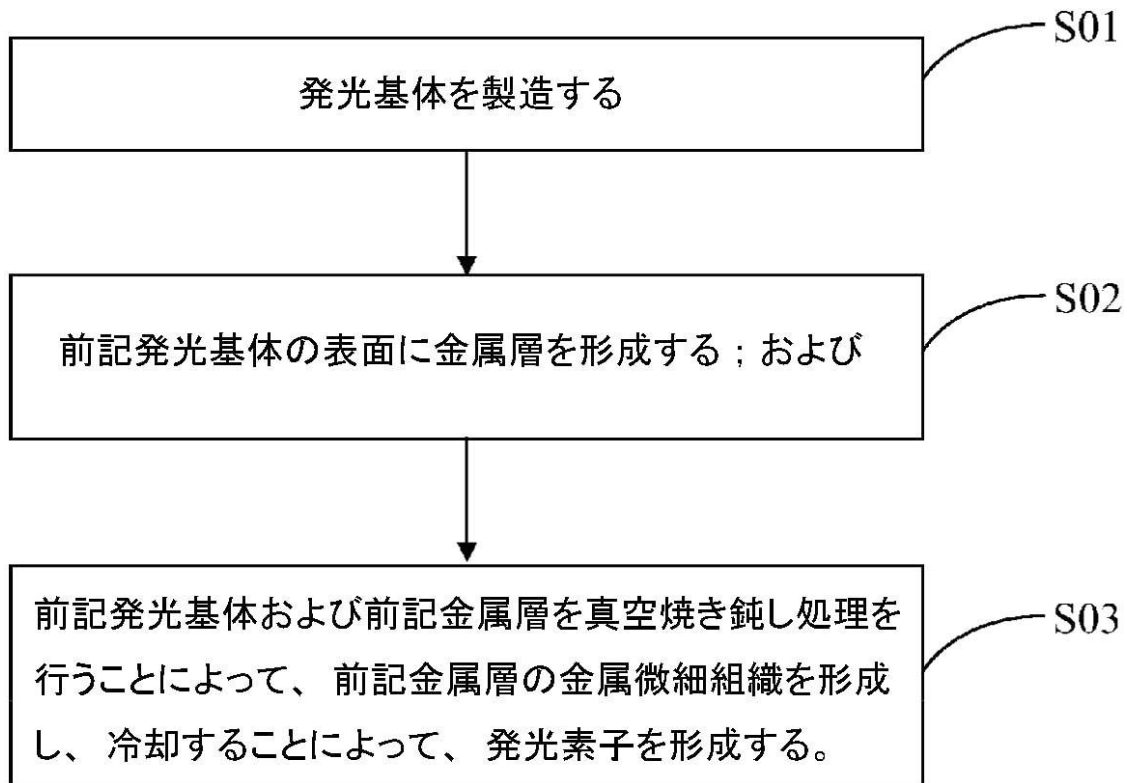 S01
発光基体を製造する
S02
前記発光基体の表面に金属層を形成する；および
S03
前記発光基体および前記金属層を真空焼き鈍し処理を
行うことによって、前記金属層の金属微細組織を形成
し、冷却することによって、発光素子を形成する。